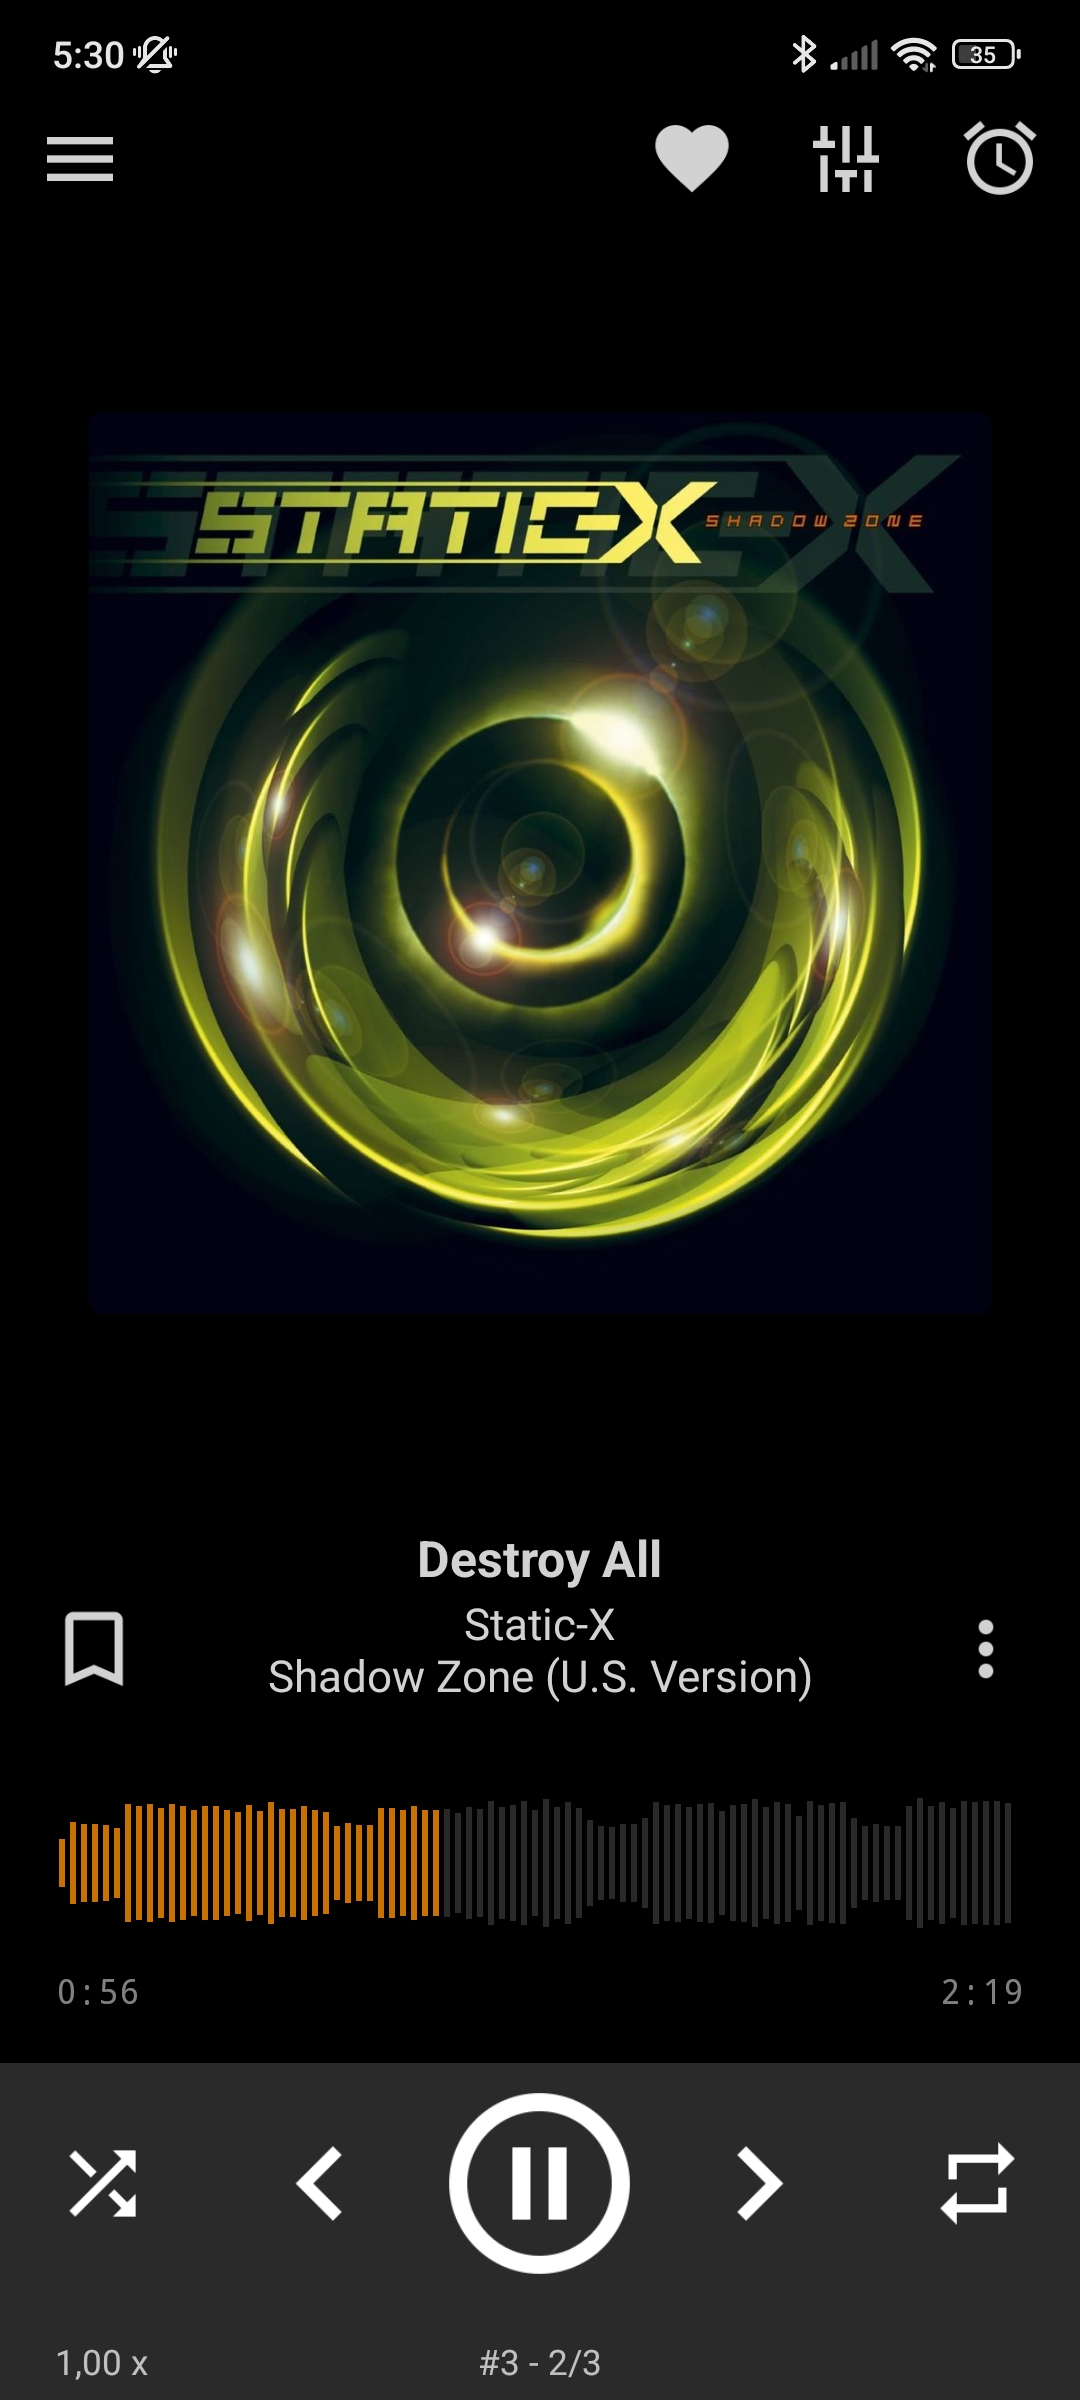 5:30
35
STATIC-X SHADOW ZONE
Destroy All
Static-X
Shadow Zone (U.S. Version)
0:56
2:19
1,00 x
#3 - 2/3